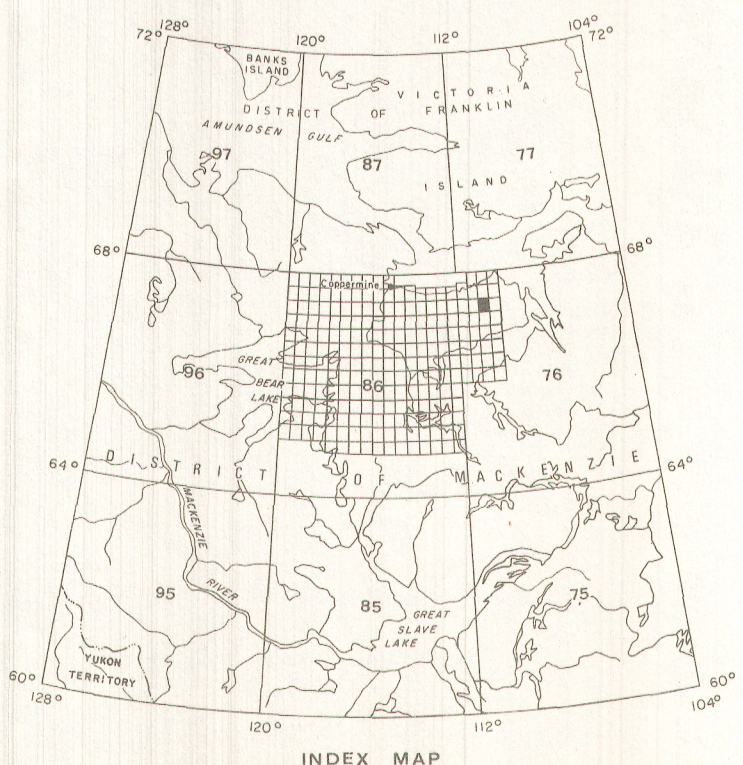 128° 120° 112° 104°
72° 72°
BANKS
ISLAND
VICTORIA
DISTRICT OF FRANKLIN
AMUNDSEN GULF
97 87 77
ISLAND
68° 68°
Coppermine
GREAT
96 86 76
BEAR
LAKE
DISTRICT OF MACKENZIE
64° 64°
MACKENZIE
RIVER
95 85 75
GREAT
SLAVE
LAKE
YUKON
TERRITORY
60° 60°
128° 120° 112° 104°
INDEX MAP